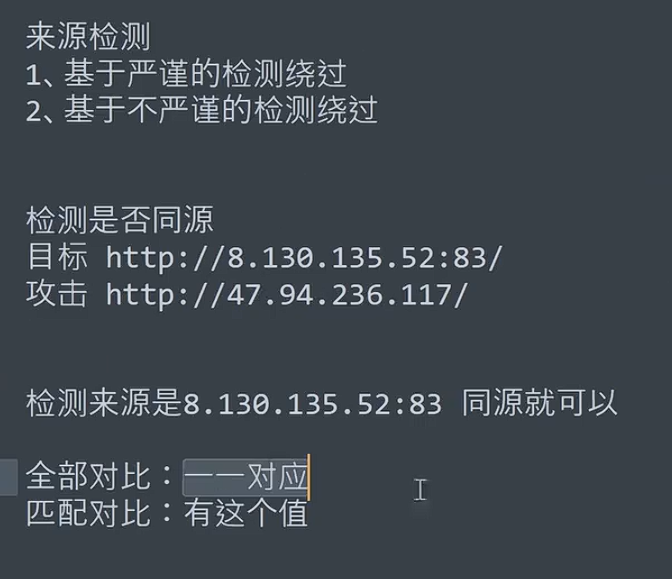 来源检测
1、基于严谨的检测绕过
2、基于不严谨的检测绕过
检测是否同源
目标 http://8.130.135.52:83/
攻击 http://47.94.236.117/
检测来源是8.130.135.52:83 同源就可以
全部对比：一一对应
匹配对比：有这个值